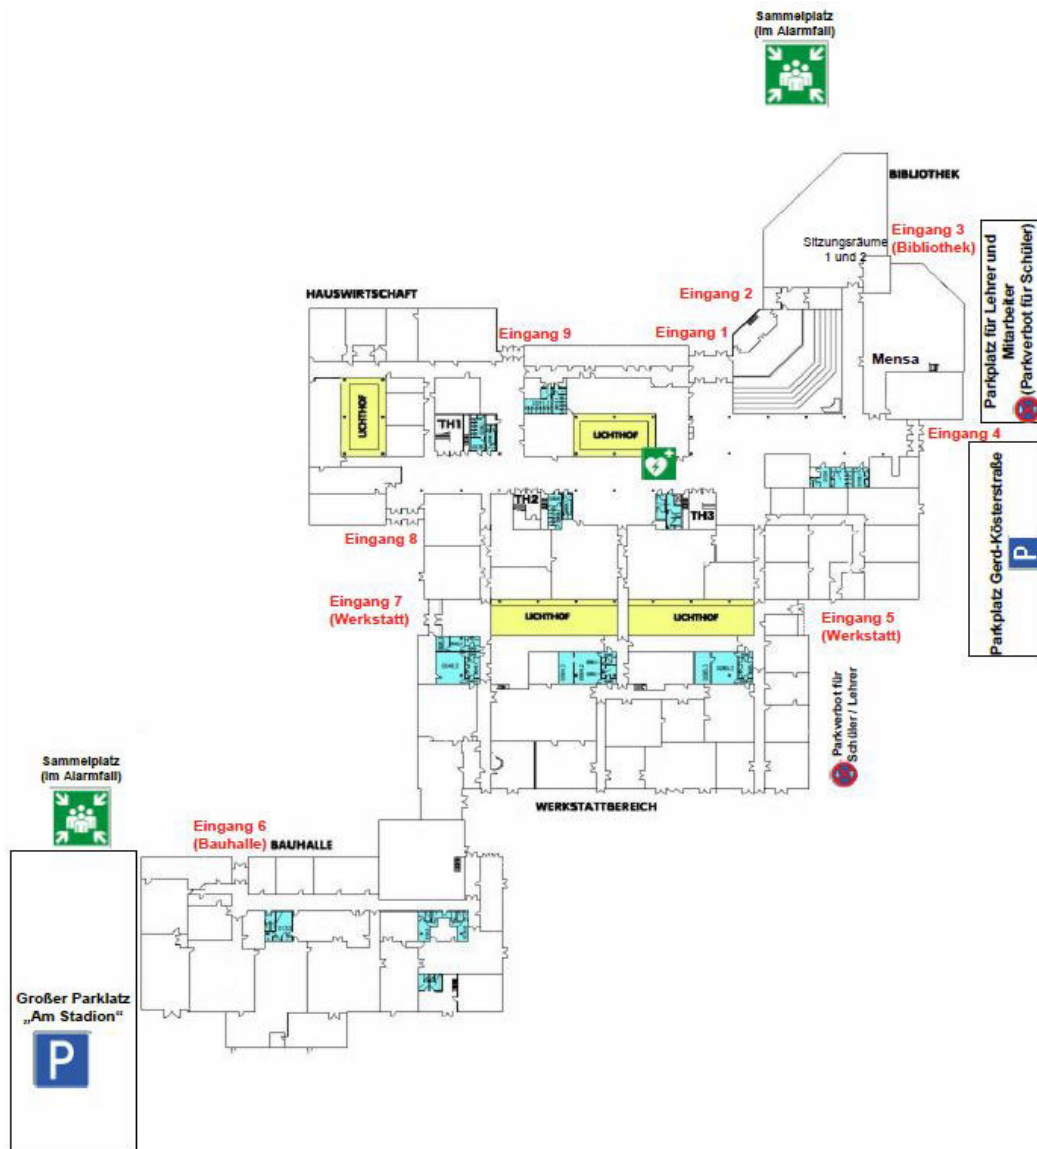 Sammelplatz
(im Alarmfall)
BIBLIOTHEK
Eingang 3
(Bibliothek)
Sitzungsräume
1 und 2
Parkplatz für Lehrer und
Mitarbeiter
(Parkverbot für Schüler)
HAUSWIRTSCHAFT
Eingang 2
Eingang 9
Eingang 1
Mensa
LICHTHOF
TH1
LICHTHOF
Eingang 4
TH2
TH3
Eingang 8
Parkplatz Gerd-Kösterstraße
P
Eingang 7
(Werkstatt)
LICHTHOF
LICHTHOF
Eingang 5
(Werkstatt)
Parkverbot für
Schüler / Lehrer
Sammelplatz
(im Alarmfall)
WERKSTATTBEREICH
Eingang 6
(Bauhalle)
BAUHALLE
Großer Parklatz
„Am Stadion“
P